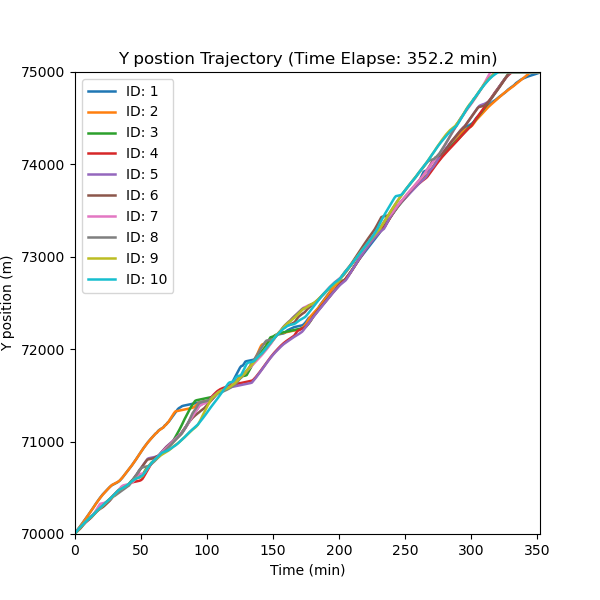 Y postion Trajectory (Time Elapse: 352.2 min)
75000
74000
73000
72000
71000
70000
Y position (m)
ID: 1
ID: 2
ID: 3
ID: 4
ID: 5
ID: 6
ID: 7
ID: 8
ID: 9
ID: 10
0 50 100 150 200 250 300 350
Time (min)